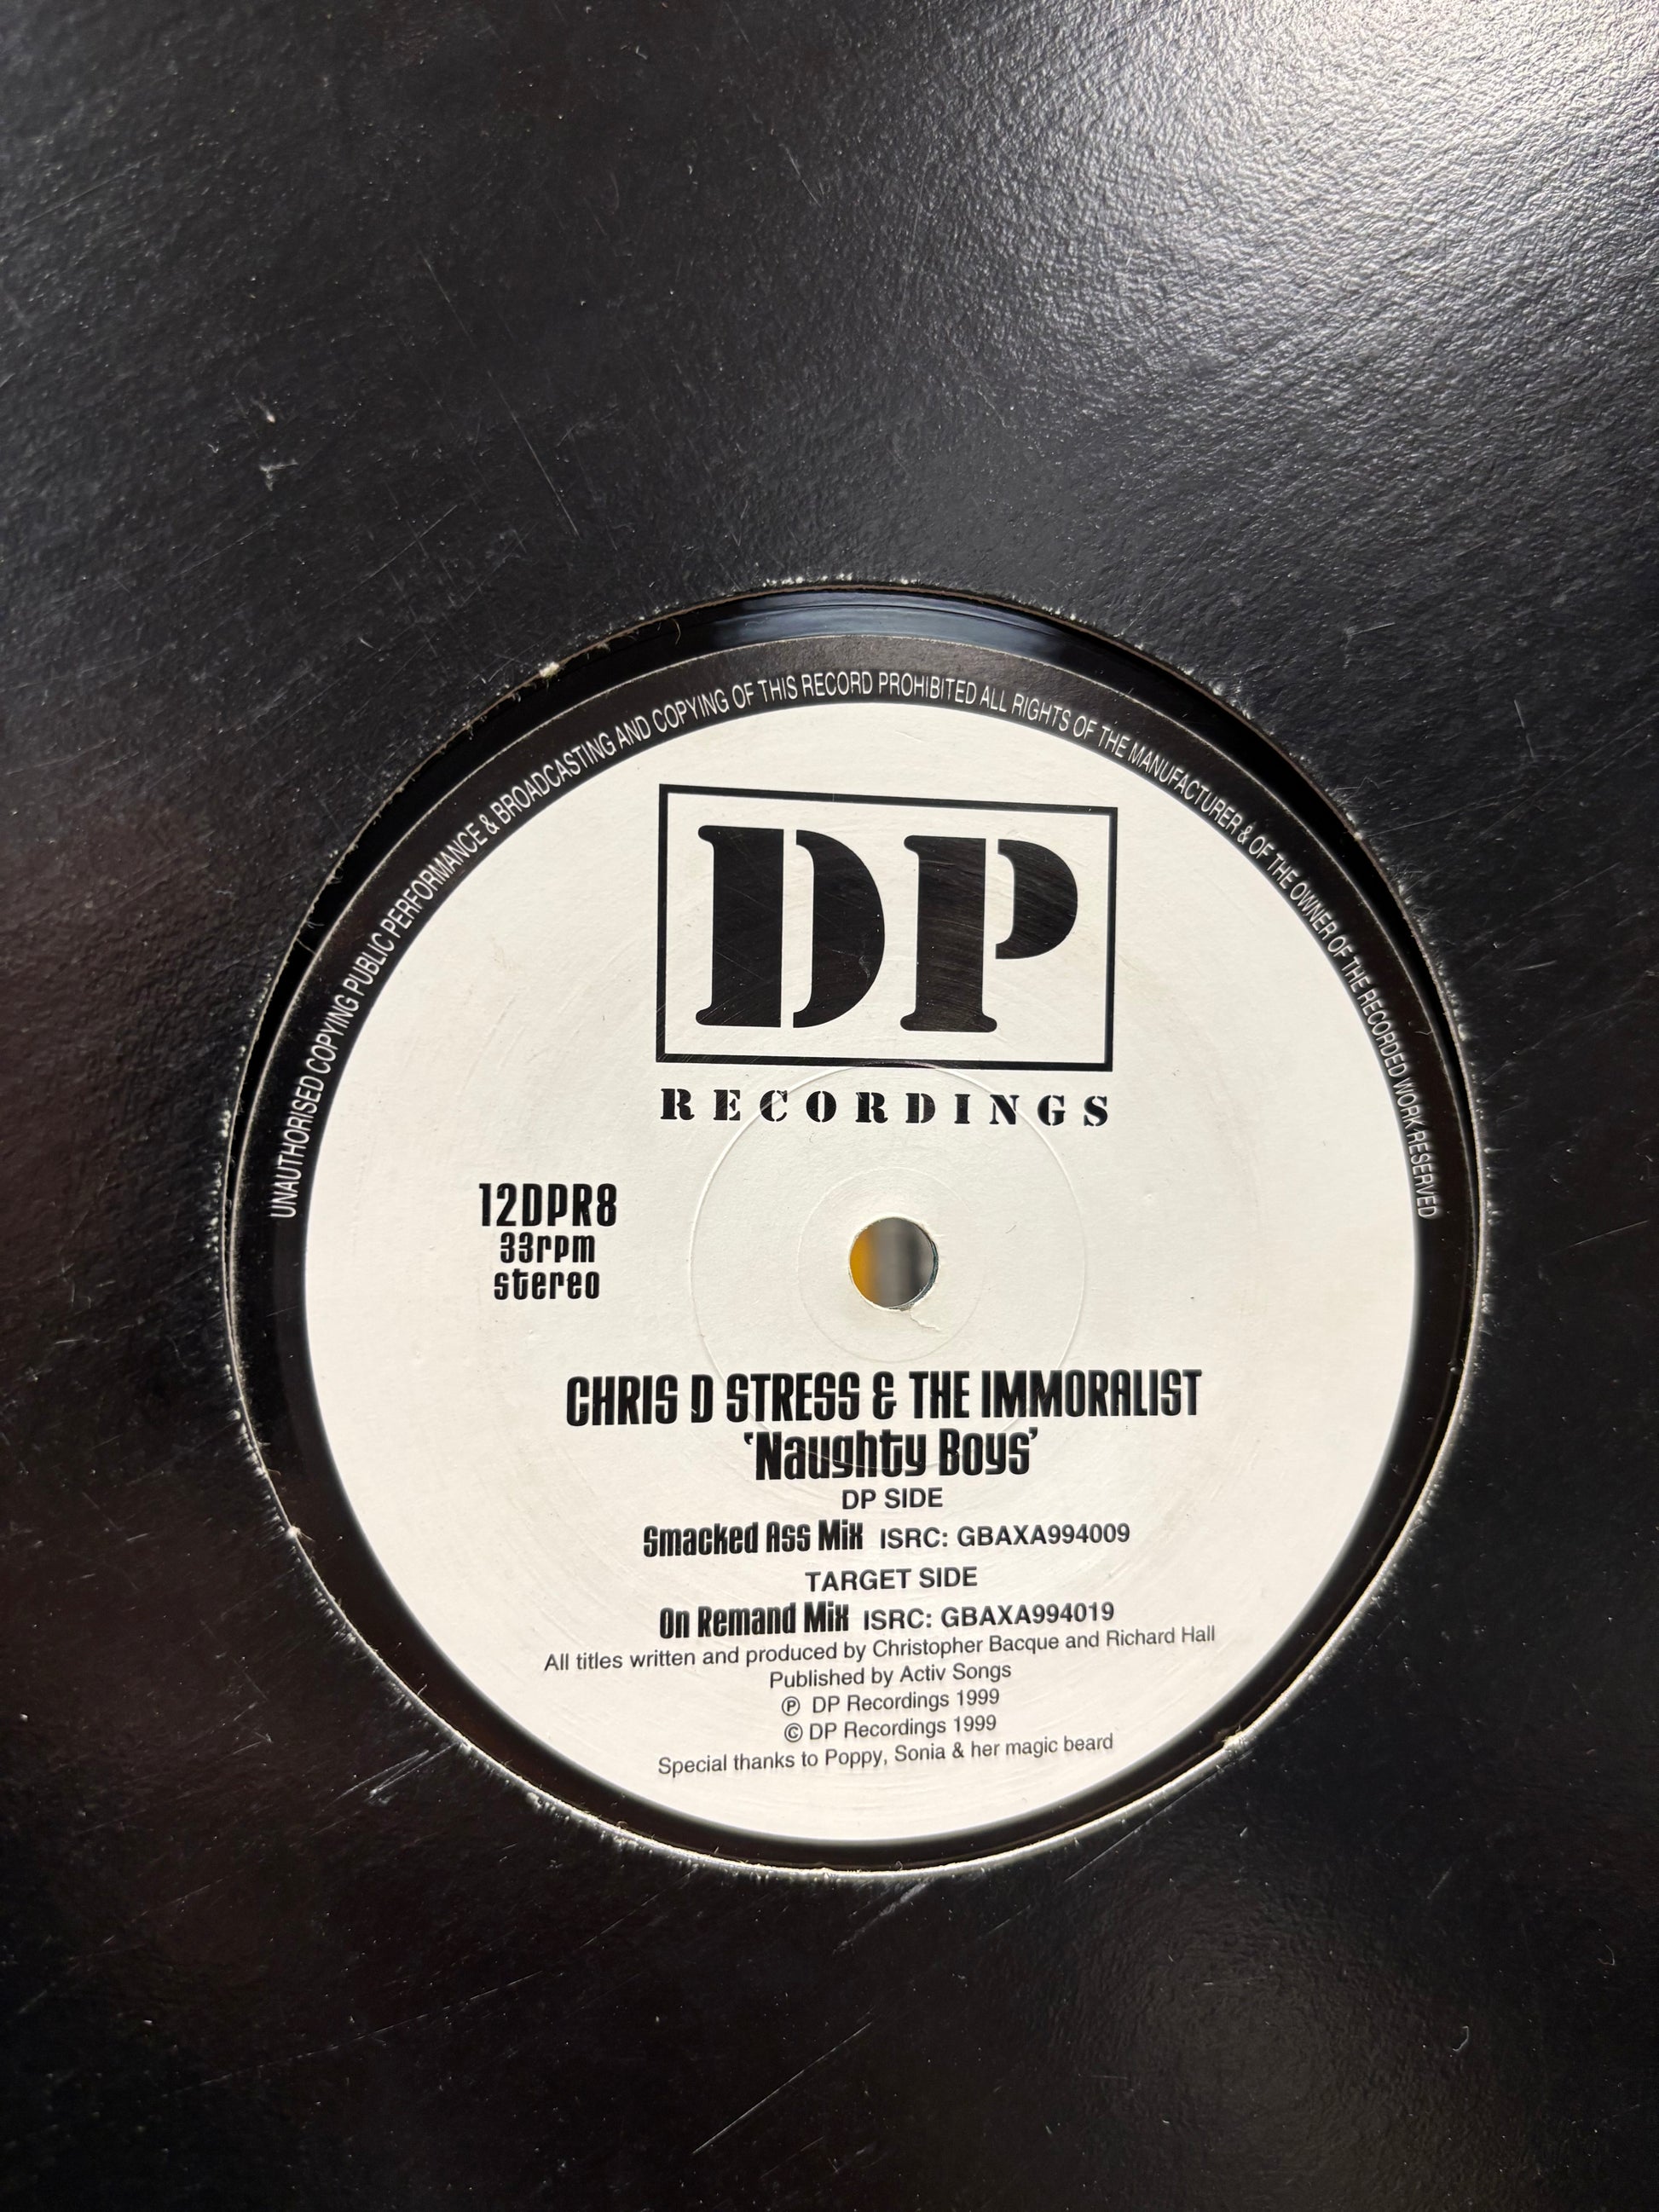 UNAUTHORISED COPYING PUBLIC PERFORMANCE & BROADCASTING AND COPYING OF THIS RECORD PROHIBITED ALL RIGHTS OF THE MANUFACTURER & OF THE OWNER OF THE RECORDED WORK RESERVED
DP
RECORDINGS
12DPR8
33rpm
stereo
CHRIS D STRESS & THE IMMORALIST
'Naughty Boys'
DP SIDE
Smacked Ass Mix ISRC: GBAXA994009
TARGET SIDE
On Remand Mix ISRC: GBAXA994019
All titles written and produced by Christopher Bacque and Richard Hall
Published by Activ Songs
℗ DP Recordings 1999
© DP Recordings 1999
Special thanks to Poppy, Sonia & her magic beard